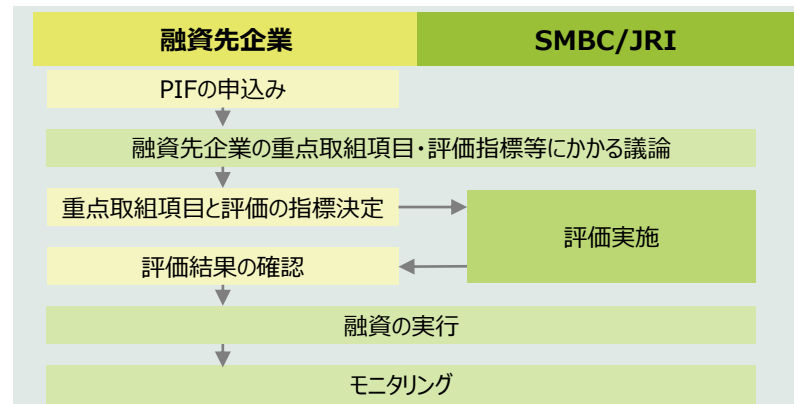 融資先企業
SMBC/JRI
PIFの申込み
融資先企業の重点取組項目・評価指標等にかかる議論
重点取組項目と評価の指標決定
評価実施
評価結果の確認
融資の実行
モニタリング